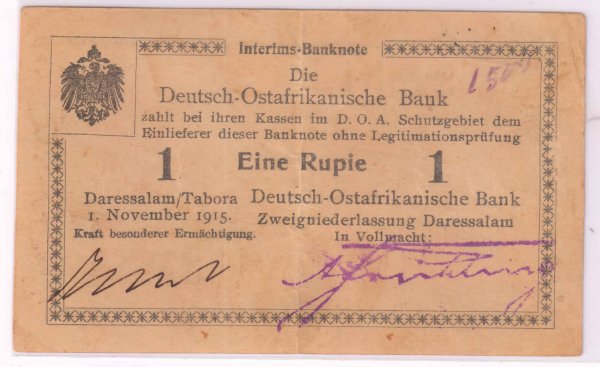 Interims-Banknote
Die
Deutsch-Ostafrikanische Bank
zahlt bei ihren Kassen im D. O. A. Schutzgebiet dem
Einlieferer dieser Banknote ohne Legitimationsprüfung
1 Eine Rupie 1
Daressalam/Tabora
1. November 1915.
Kraft besonderer Ermächtigung.
Deutsch-Ostafrikanische Bank
Zweigniederlassung Daressalam
In Vollmacht: